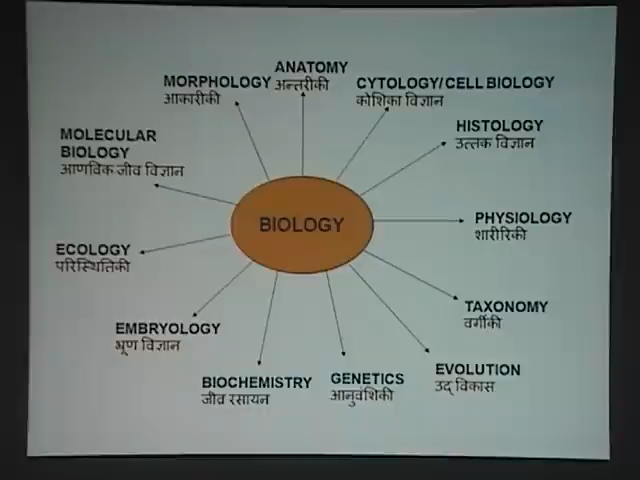 ANATOMY
अन्तरीकी
MORPHOLOGY
आकारीकी
CYTOLOGY/ CELL BIOLOGY
कोशिका विज्ञान
HISTOLOGY
उत्तक विज्ञान
MOLECULAR
BIOLOGY
आणविक जीव विज्ञान
BIOLOGY
PHYSIOLOGY
शारीरिकी
ECOLOGY
परिस्थितिकी
TAXONOMY
वर्गीकी
EMBRYOLOGY
भूण विज्ञान
EVOLUTION
उद् विकास
BIOCHEMISTRY
जीव रसायन
GENETICS
आनुवंशिकी